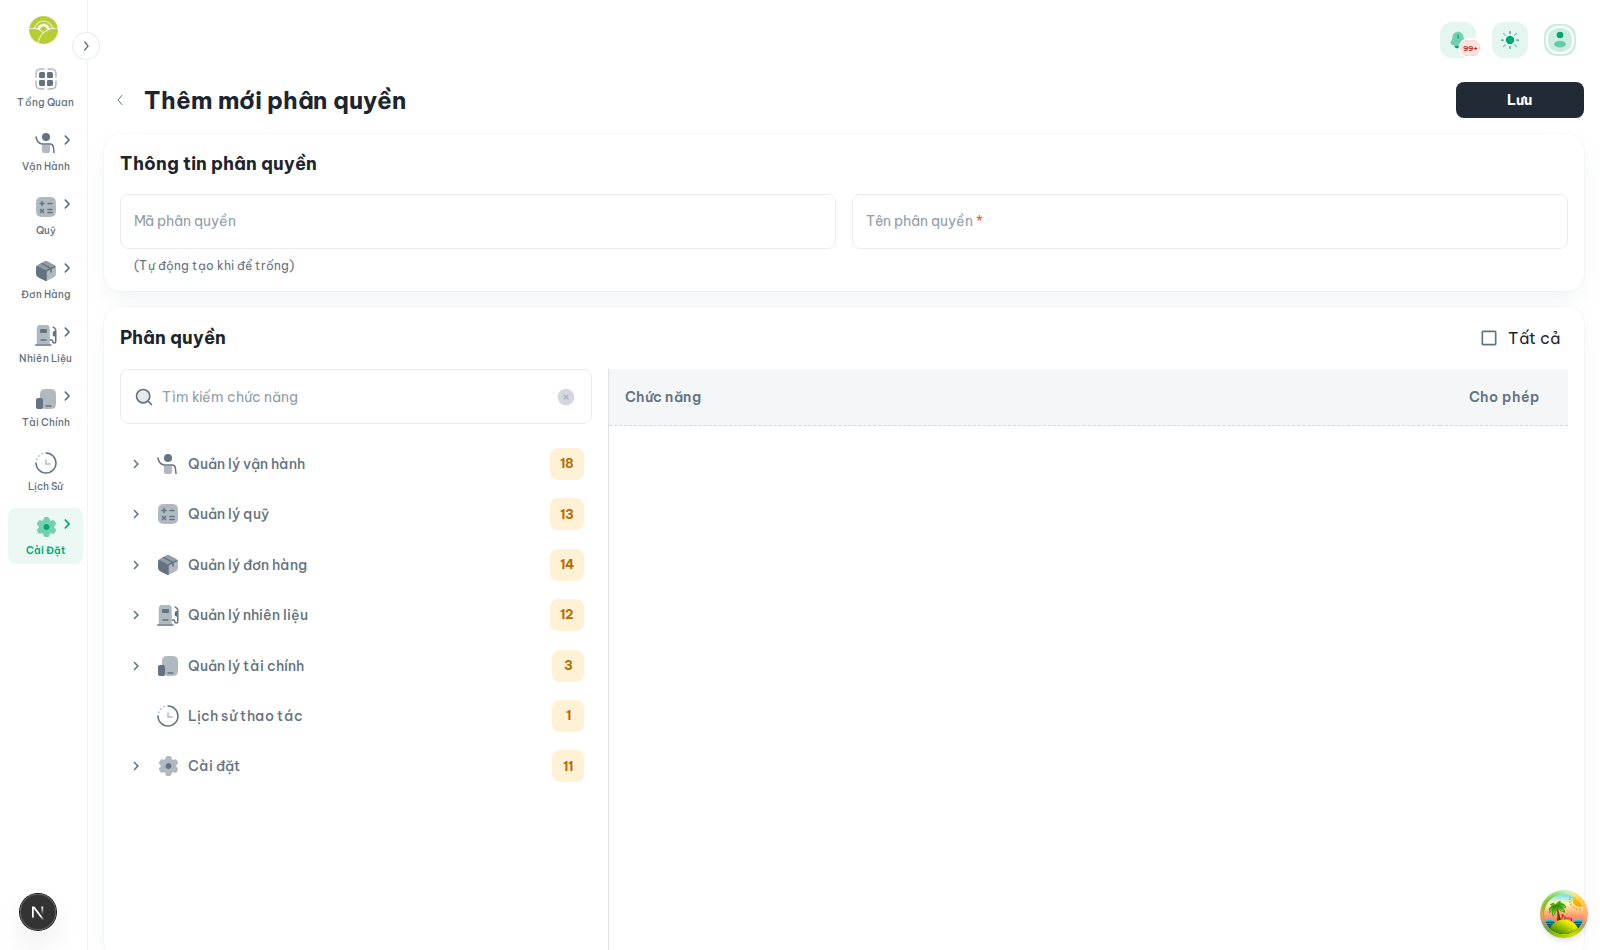 99+
Tổng Quan
Vận Hành
Quỹ
Đơn Hàng
Nhiên Liệu
Tài Chính
Lịch Sử
Cài Đặt
N
Thêm mới phân quyền
Lưu
Thông tin phân quyền
Mã phân quyền
Tên phân quyền *
(Tự động tạo khi để trống)
Phân quyền
Tất cả
Tìm kiếm chức năng
Chức năng
Cho phép
Quản lý vận hành
18
Quản lý quỹ
13
Quản lý đơn hàng
14
Quản lý nhiên liệu
12
Quản lý tài chính
3
Lịch sử thao tác
1
Cài đặt
11